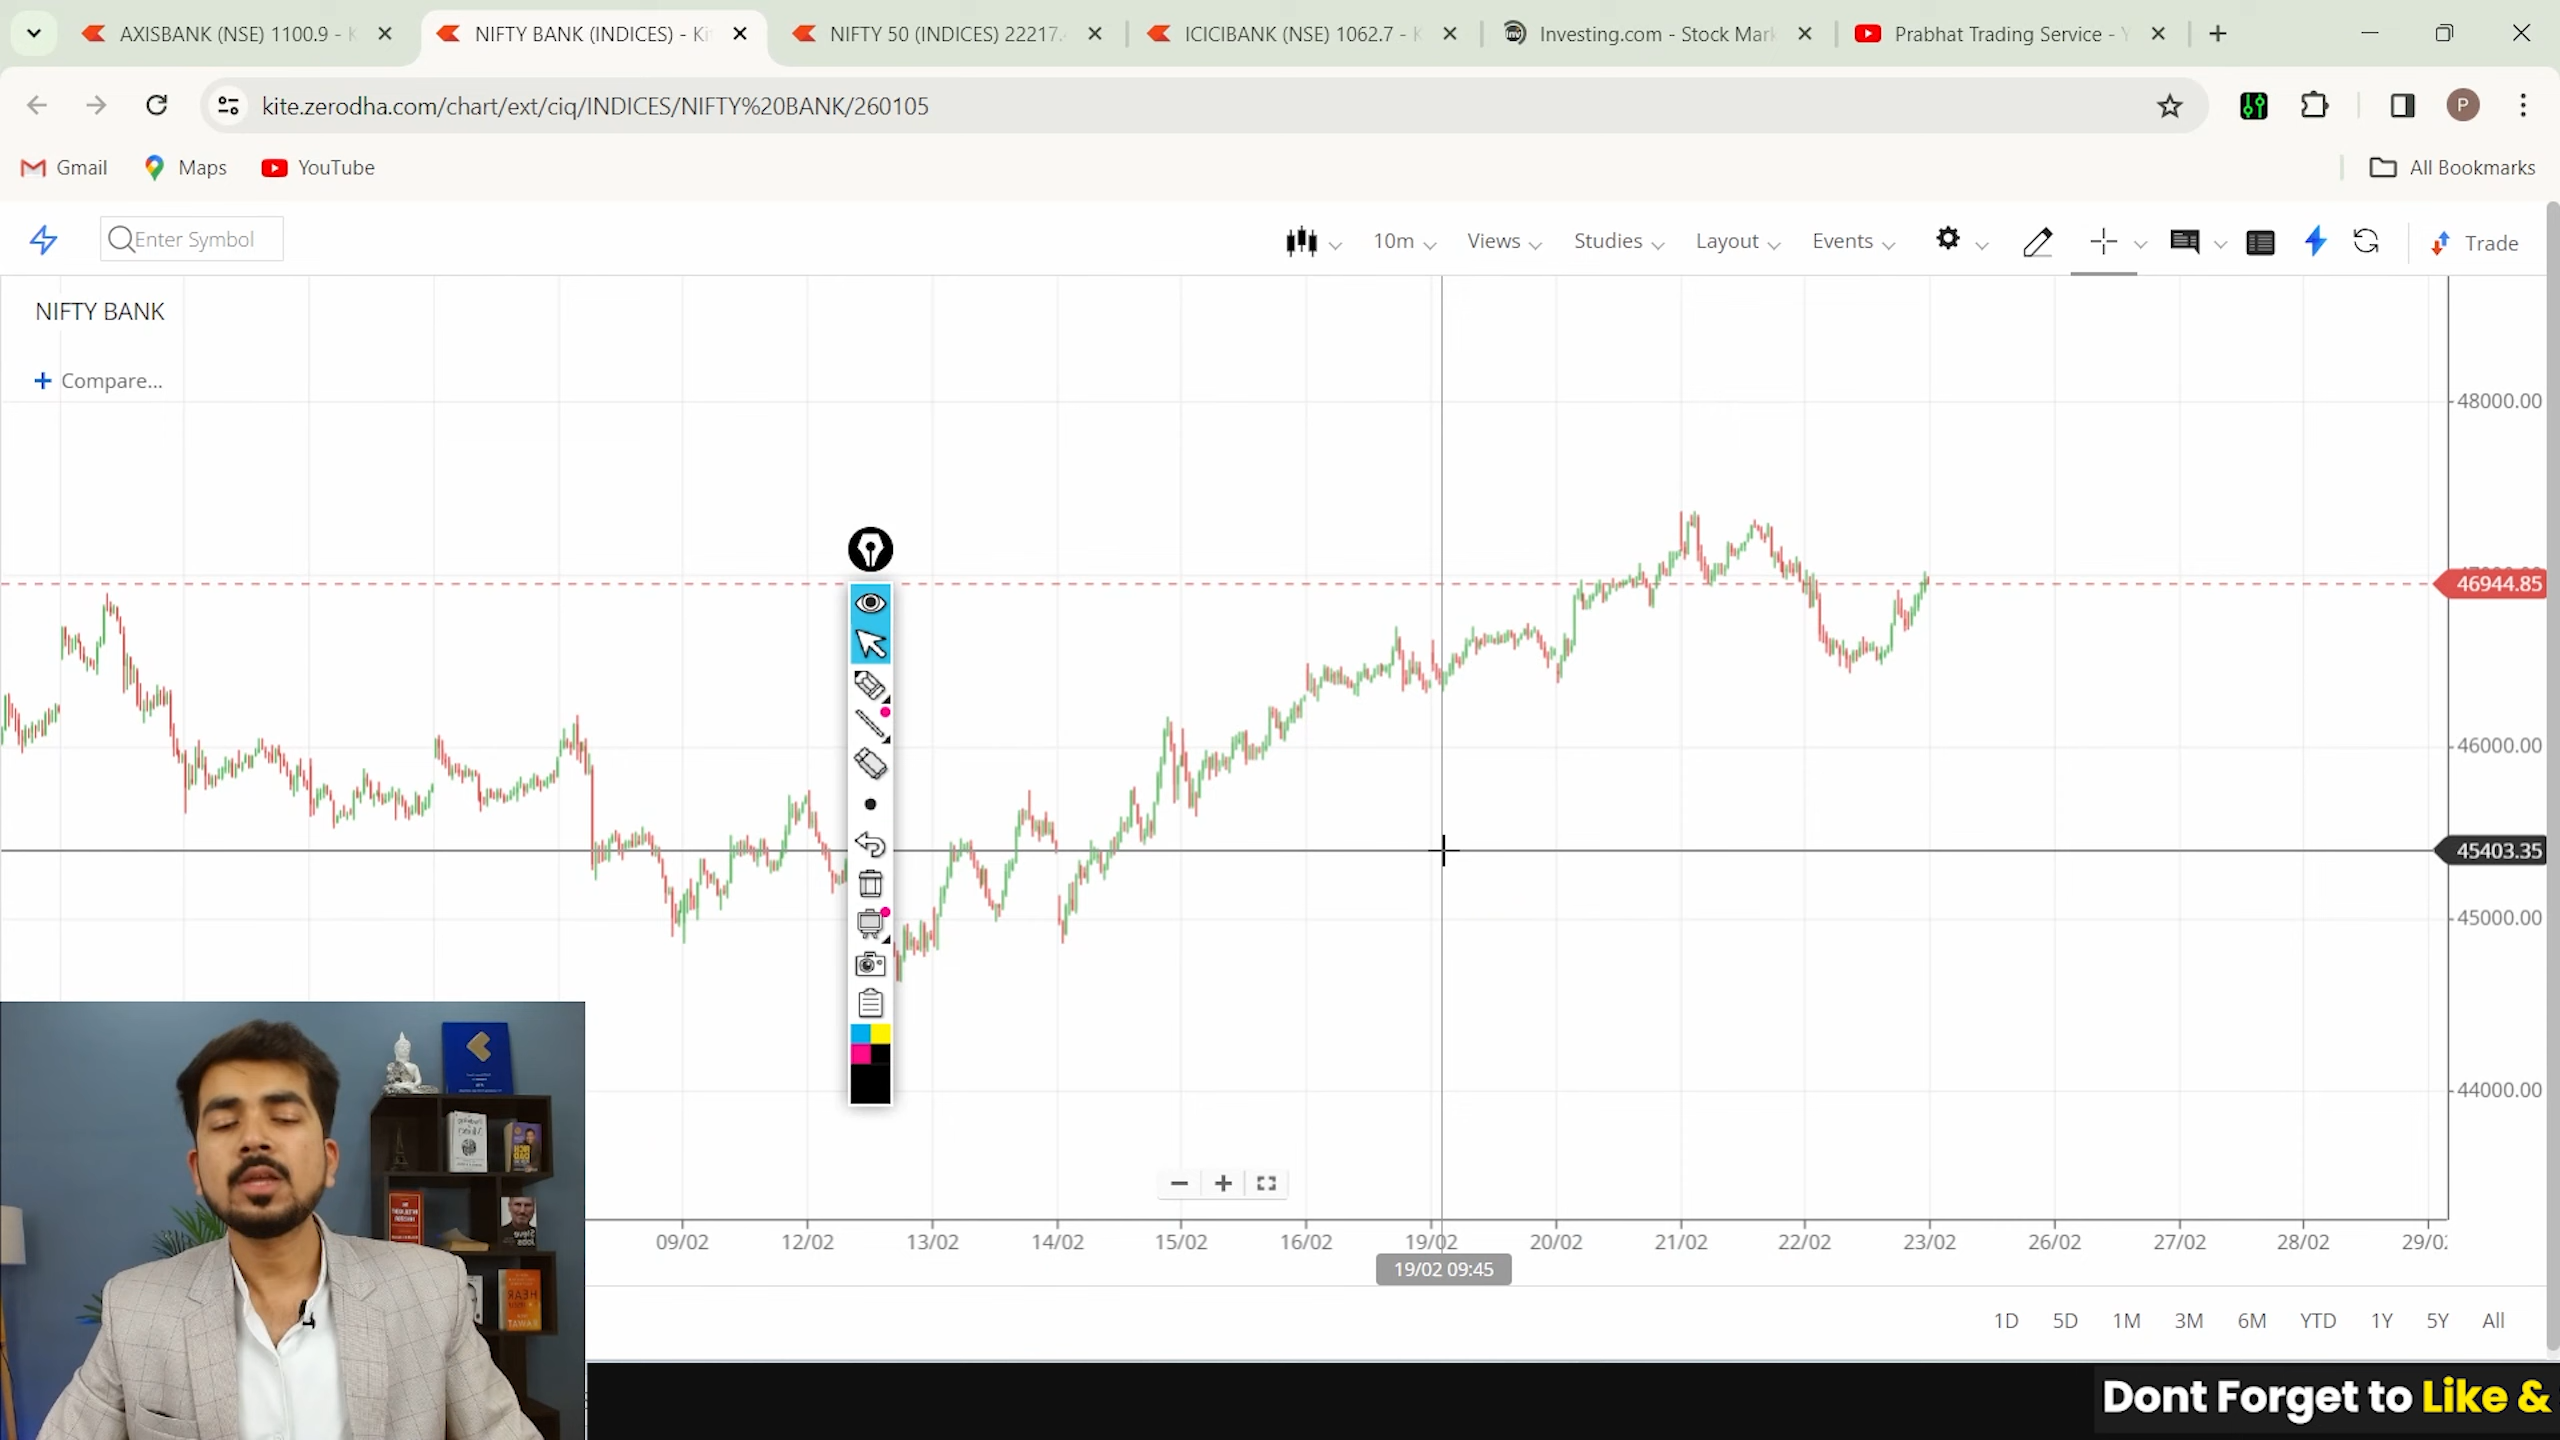 AXISBANK (NSE) 1100.9 - K
NIFTY BANK (INDICES) - Ki
NIFTY 50 (INDICES) 22217.
ICICIBANK (NSE) 1062.7 - K
Investing.com - Stock Mark
Prabhat Trading Service - Y
kite.zerodha.com/chart/ext/ciq/INDICES/NIFTY%20BANK/260105
P
Gmail
Maps
YouTube
All Bookmarks
Enter Symbol
10m
Views
Studies
Layout
Events
Trade
NIFTY BANK
Compare...
48000.00
46944.85
46000.00
45403.35
45000.00
44000.00
09/02 12/02 13/02 14/02 15/02 16/02 19/02 20/02 21/02 22/02 23/02 26/02 27/02 28/02 29/02
19/02 09:45
1D 5D 1M 3M 6M YTD 1Y 5Y All
Dont Forget to Like &